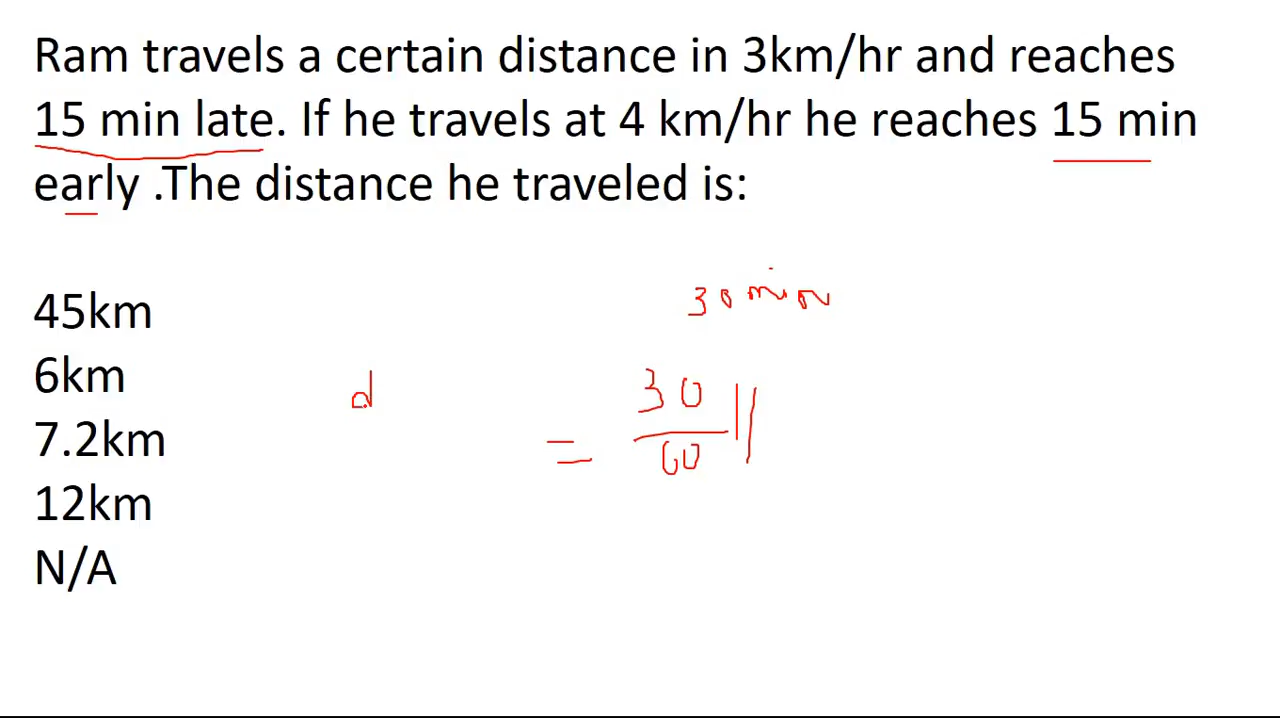 Ram travels a certain distance in 3km/hr and reaches
15 min late. If he travels at 4 km/hr he reaches 15 min
early .The distance he traveled is:
45km
6km
7.2km
12km
N/A
30 min
d
= 30
60